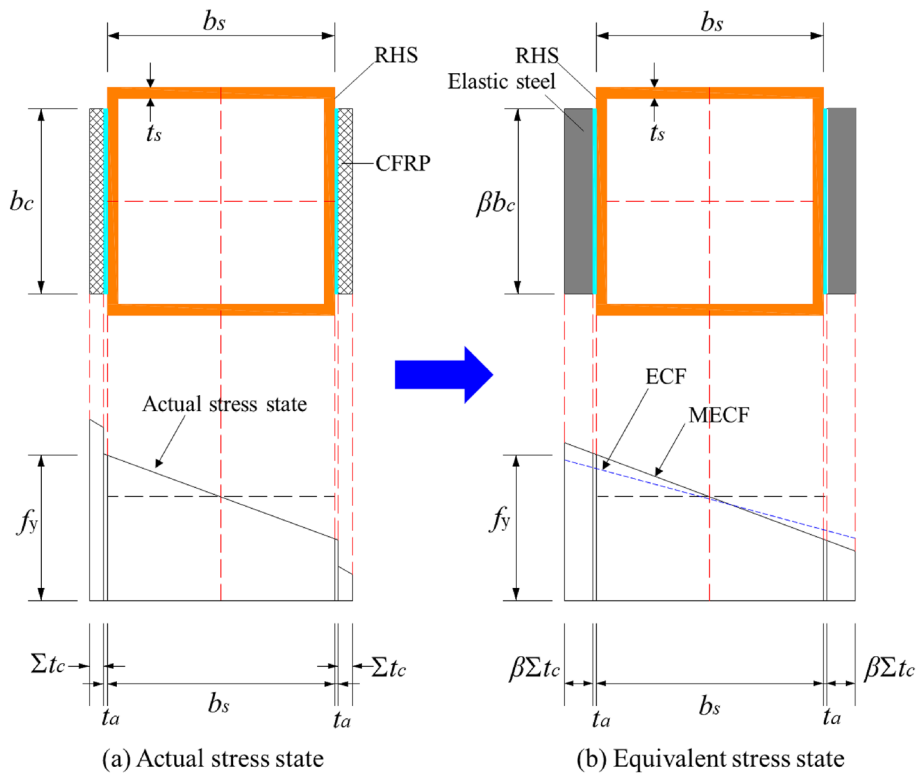 bs
bs
RHS
RHS
Elastic steel
ts
ts
CFRP
bc
βbc
Actual stress state
ECF
MECF
fy
fy
Σtc
Σtc
βΣtc
βΣtc
ta
bs
ta
ta
bs
ta
(a) Actual stress state
(b) Equivalent stress state